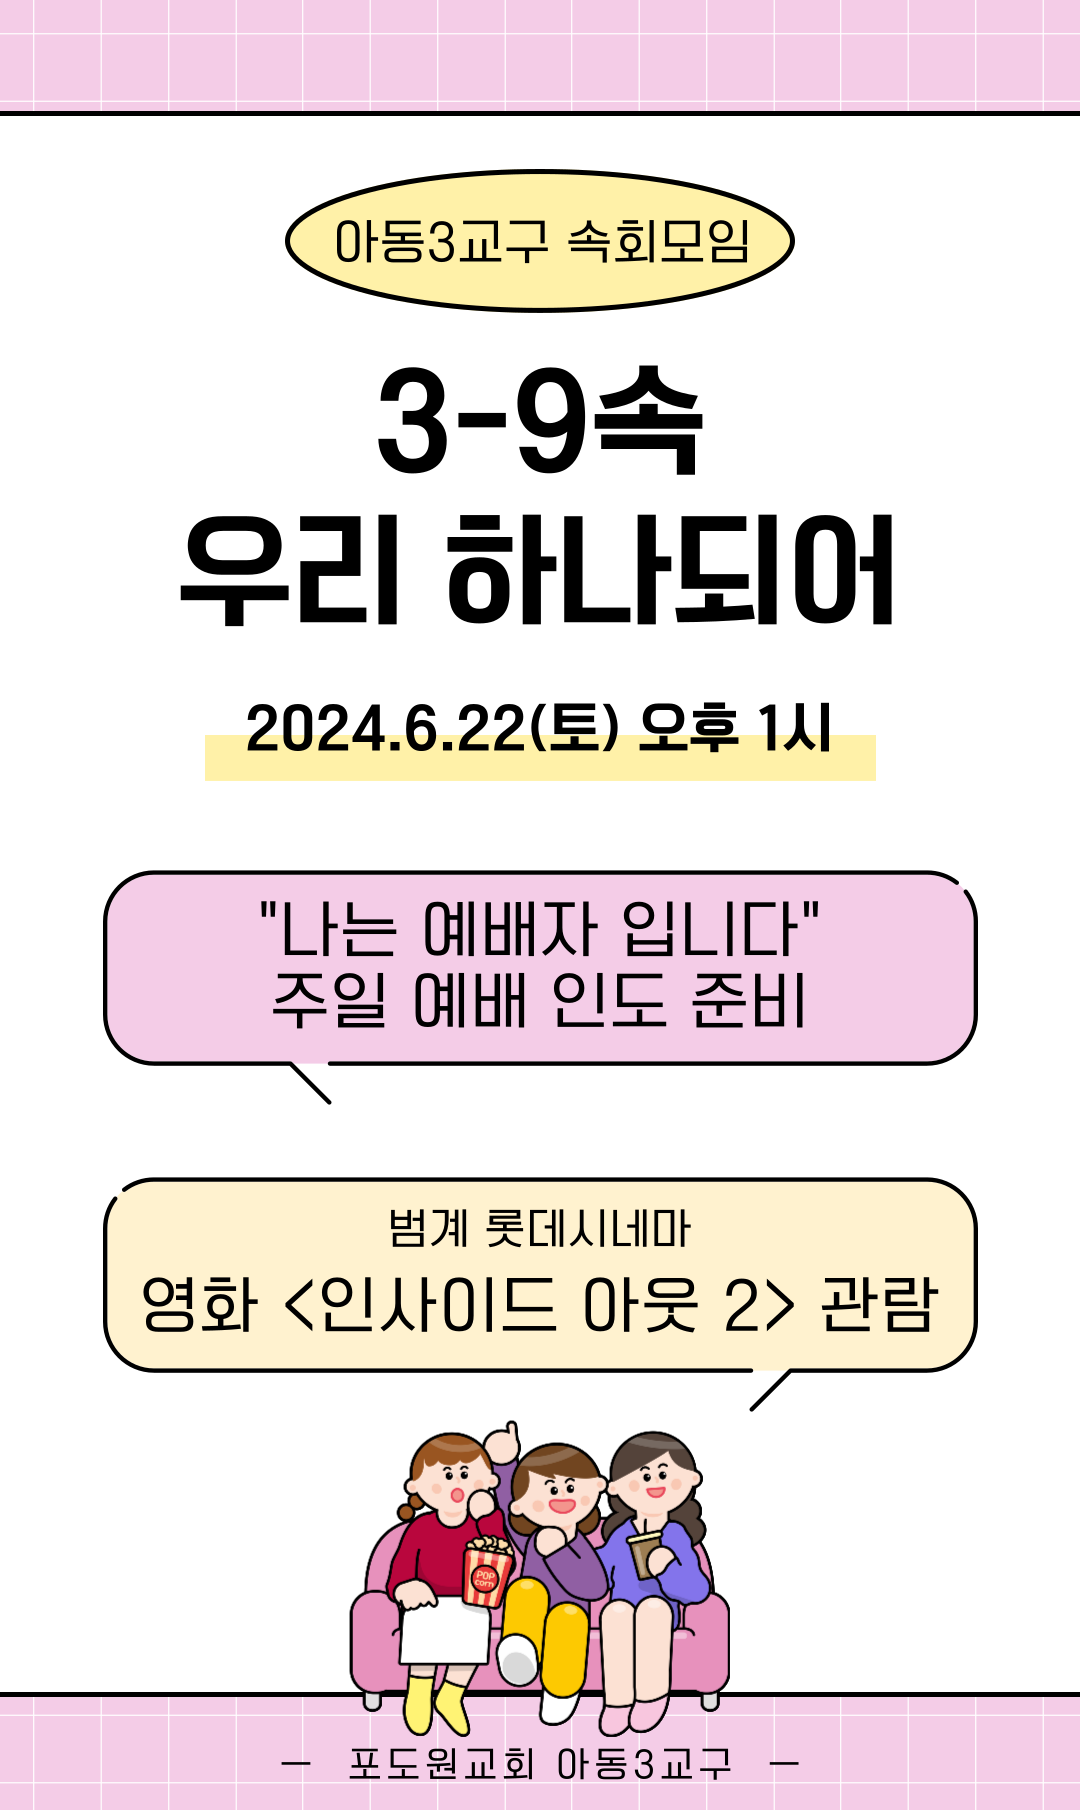 아동3교구 속회모임
3-9속
우리 하나되어
2024.6.22(토) 오후 1시
"나는 예배자 입니다"
주일 예배 인도 준비
범계 롯데시네마
영화 <인사이드 아웃 2> 관람
POP
corn
— 포도원교회 아동3교구 —